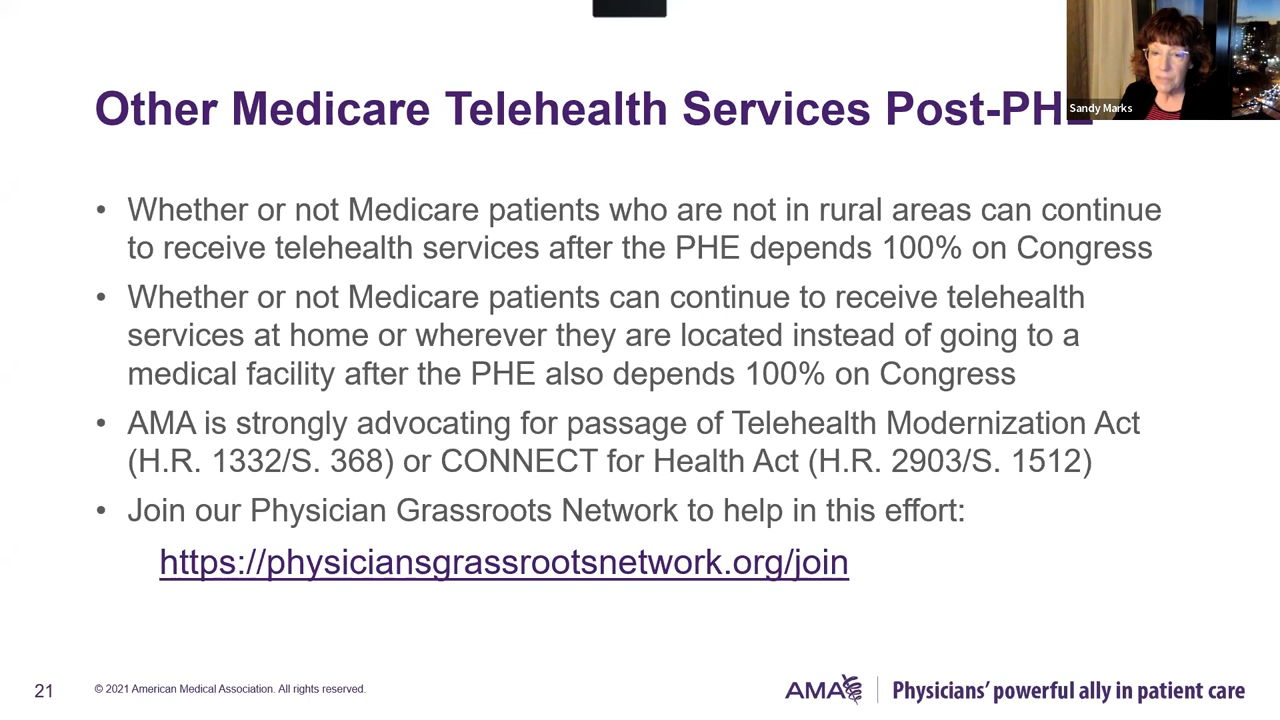 Other Medicare Telehealth Services Post-PHE
Sandy Marks
• Whether or not Medicare patients who are not in rural areas can continue
to receive telehealth services after the PHE depends 100% on Congress
• Whether or not Medicare patients can continue to receive telehealth
services at home or wherever they are located instead of going to a
medical facility after the PHE also depends 100% on Congress
• AMA is strongly advocating for passage of Telehealth Modernization Act
(H.R. 1332/S. 368) or CONNECT for Health Act (H.R. 2903/S. 1512)
• Join our Physician Grassroots Network to help in this effort:
https://physiciansgrassrootsnetwork.org/join
21
© 2021 American Medical Association. All rights reserved.
AMA
Physicians’ powerful ally in patient care